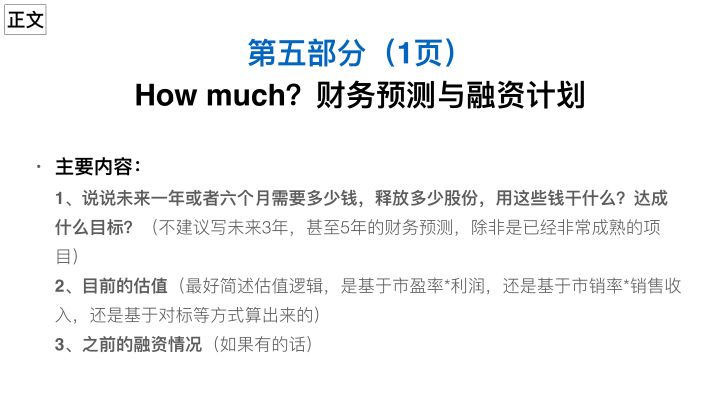 正文
第五部分（1页）
How much？财务预测与融资计划
· 主要内容：
1、说说未来一年或者六个月需要多少钱，释放多少股份，用这些钱干什么？达成
什么目标？（不建议写未来3年，甚至5年的财务预测，除非是已经非常成熟的项
目）
2、目前的估值（最好简述估值逻辑，是基于市盈率*利润，还是基于市销率*销售收
入，还是基于对标等方式算出来的）
3、之前的融资情况（如果有的话）